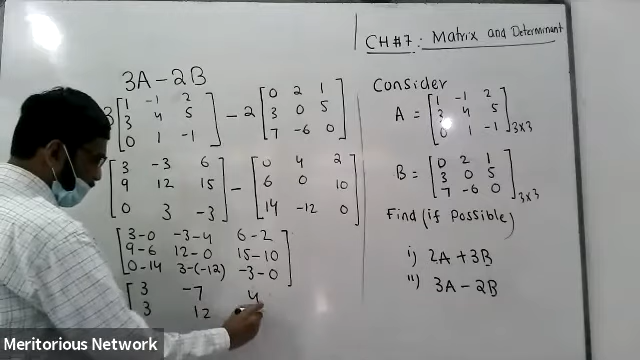 CH#7: Matrix and Determinant
3A - 2B
3 [ 1 -1 2 ] - 2 [ 0 2 1 ]
[ 3 4 5 ] [ 3 0 5 ]
[ 0 1 -1 ] [ 7 -6 0 ]
[ 3 -3 6 ] - [ 0 4 2 ]
[ 9 12 15 ] [ 6 0 10 ]
[ 0 3 -3 ] [ 14 -12 0 ]
[ 3-0 -3-4 6-2 ]
[ 9-6 12-0 15-10 ]
[ 0-14 3-(-12) -3-0 ]
[ 3 -7 4
3 12
Consider
A = [ 1 -1 2 ]
[ 3 4 5 ]
[ 0 1 -1 ] 3x3
B = [ 0 2 1 ]
[ 3 0 5 ]
[ 7 -6 0 ] 3x3
Find (if Possible)
i) 2A + 3B
ii) 3A - 2B
Meritorious Network